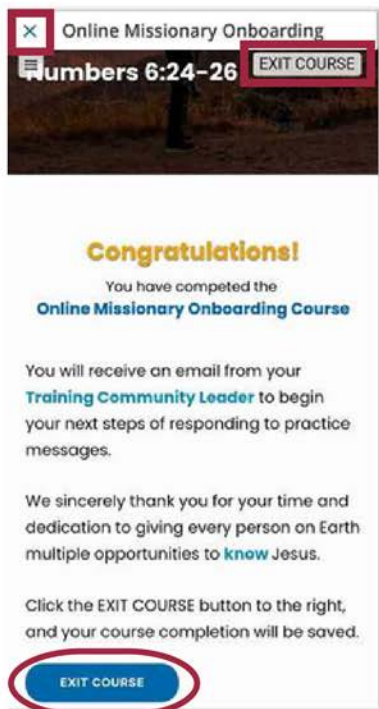 × Online Missionary Onboarding
Numbers 6:24-26 EXIT COURSE
Congratulations!
You have competed the
Online Missionary Onboarding Course
You will receive an email from your
Training Community Leader to begin
your next steps of responding to practice
messages.
We sincerely thank you for your time and
dedication to giving every person on Earth
multiple opportunities to know Jesus.
Click the EXIT COURSE button to the right,
and your course completion will be saved.
EXIT COURSE